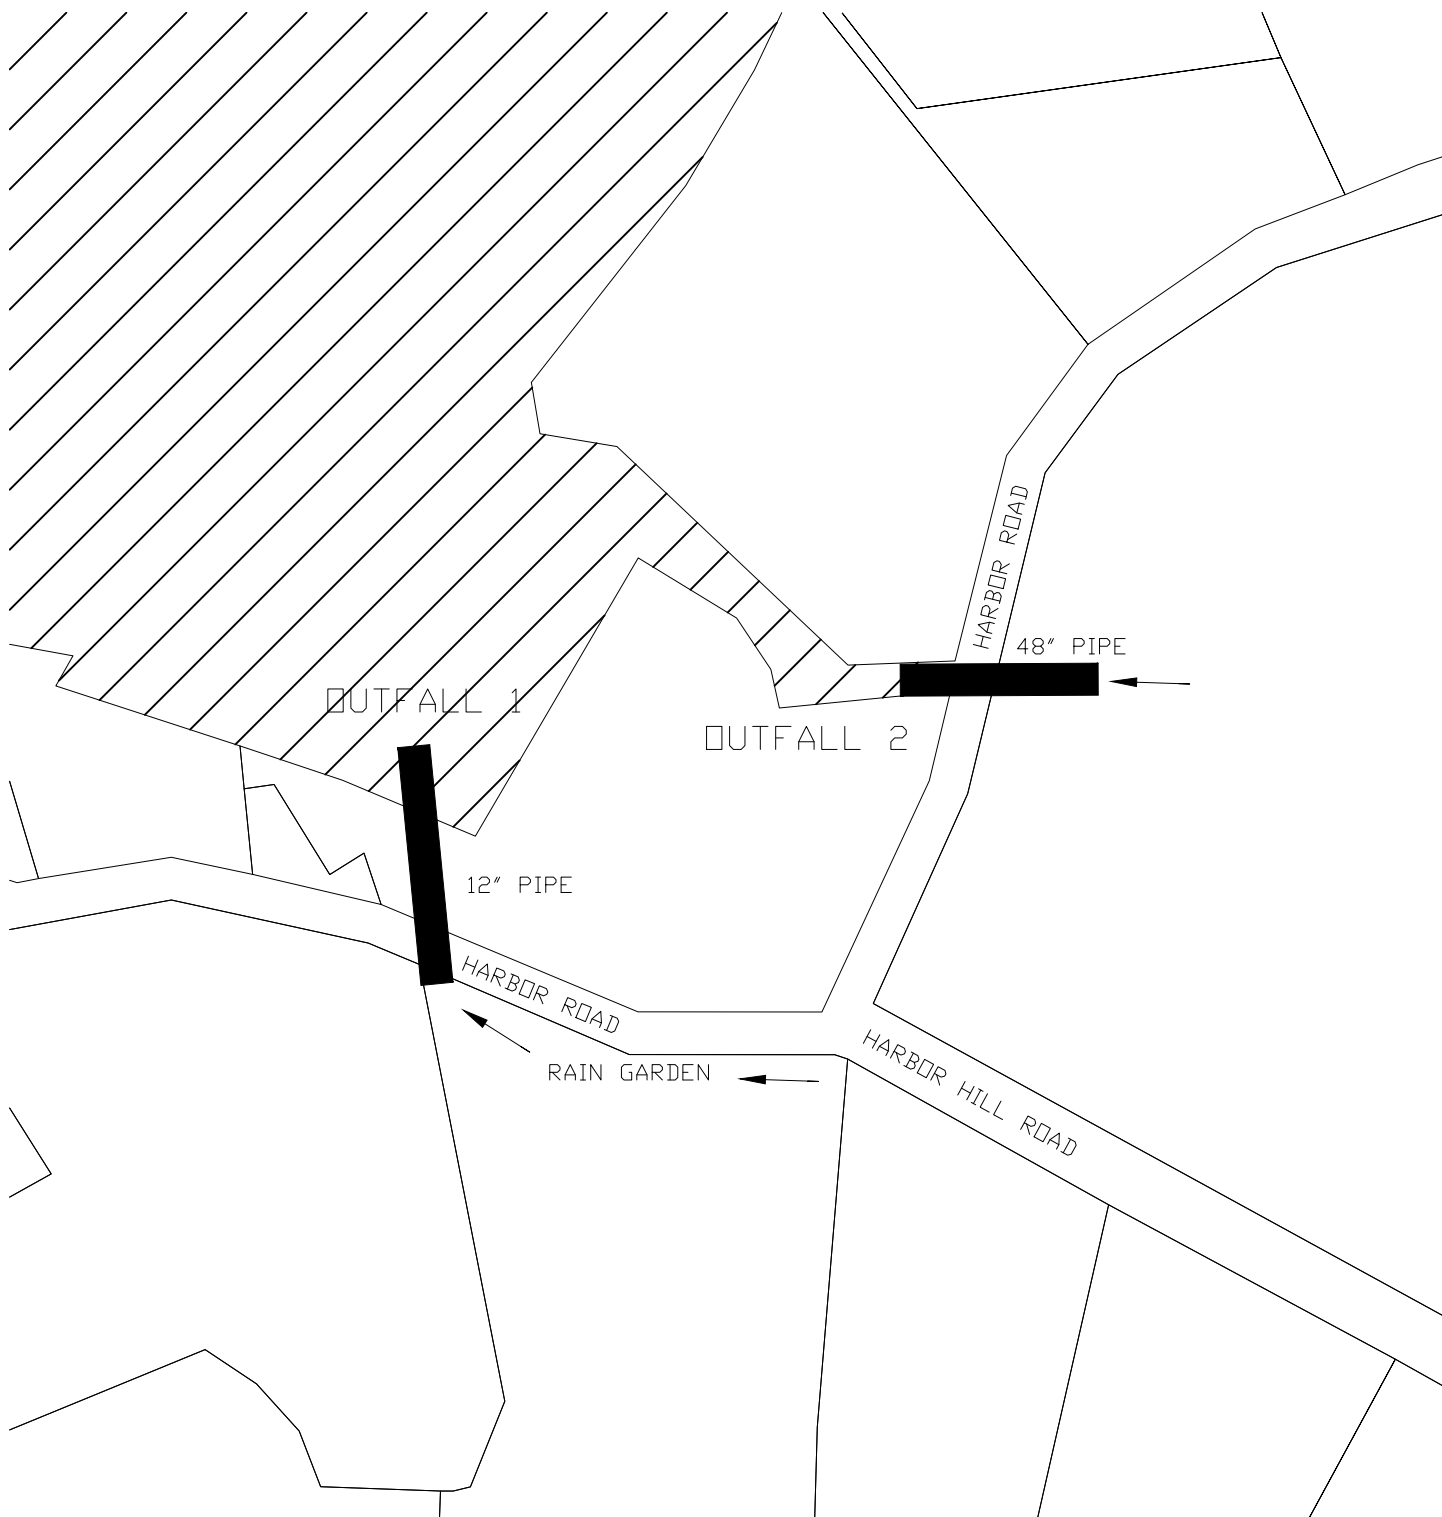 HARBOR ROAD
48" PIPE
OUTFALL 1
OUTFALL 2
12" PIPE
HARBOR ROAD
RAIN GARDEN
HARBOR HILL ROAD